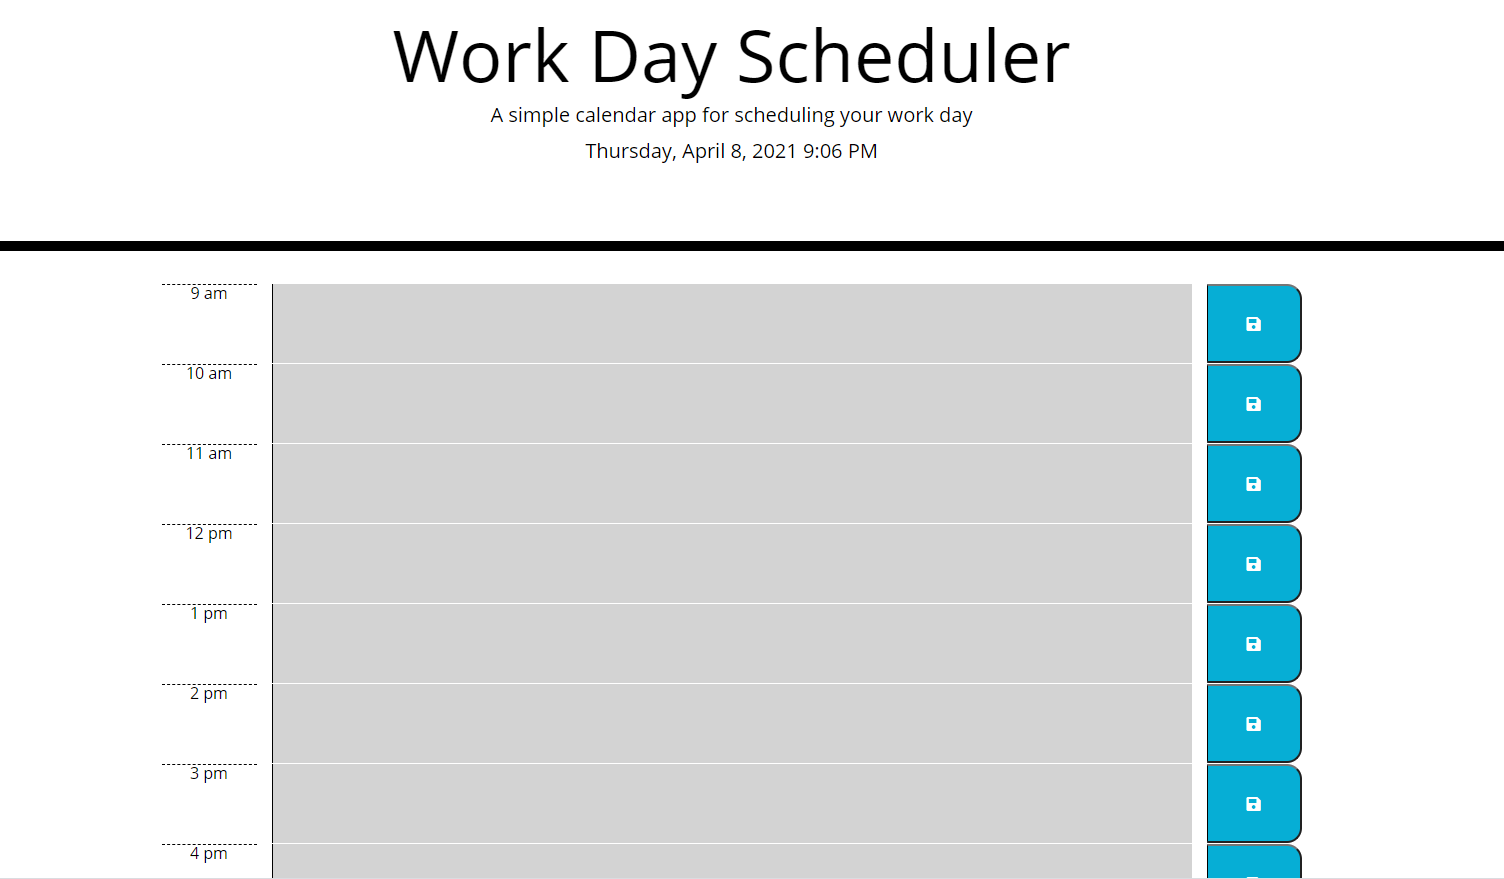 Work Day Scheduler
A simple calendar app for scheduling your work day
Thursday, April 8, 2021 9:06 PM
9 am
10 am
11 am
12 pm
1 pm
2 pm
3 pm
4 pm